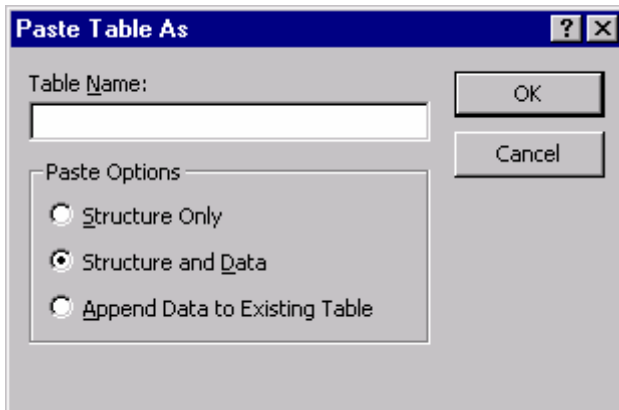 Paste Table As
Table Name:
OK
Cancel
Paste Options
Structure Only
Structure and Data
Append Data to Existing Table